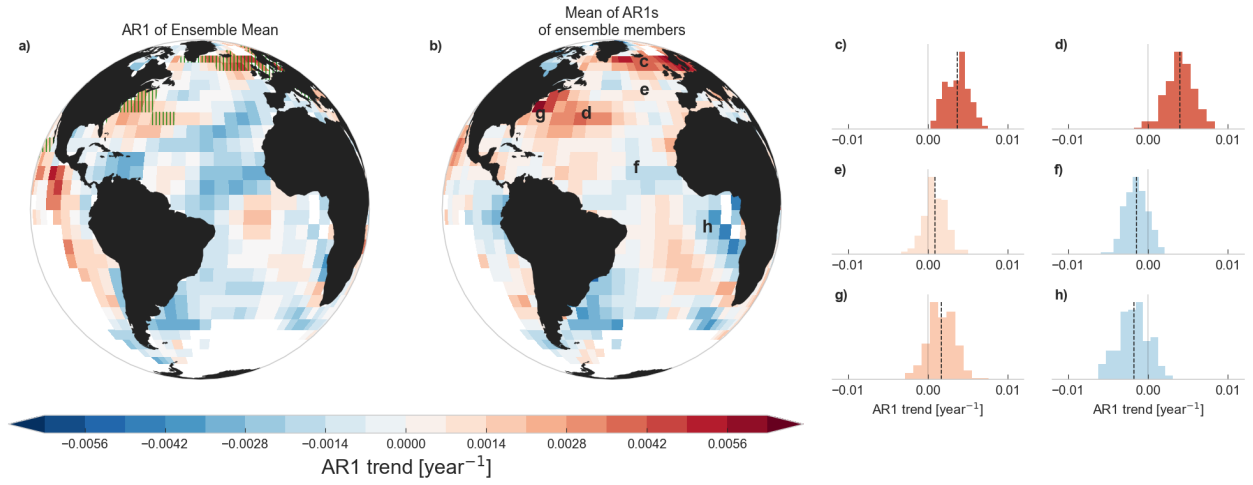 a)
AR1 of Ensemble Mean
b)
Mean of AR1s
of ensemble members
c
e
g
d
f
h
−0.0056 −0.0042 −0.0028 −0.0014 0.0000 0.0014 0.0028 0.0042 0.0056
AR1 trend [year⁻¹]
c)
−0.01 0.00 0.01
d)
−0.01 0.00 0.01
e)
−0.01 0.00 0.01
f)
−0.01 0.00 0.01
g)
−0.01 0.00 0.01
AR1 trend [year⁻¹]
h)
−0.01 0.00 0.01
AR1 trend [year⁻¹]